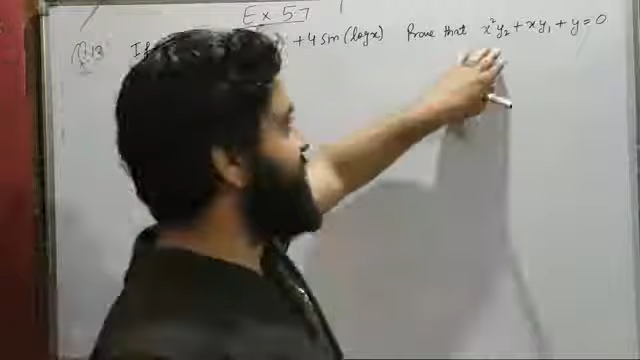 Ex 5.7
Q.13 If + 4 sin (logx) Prove that x²y₂ + xy₁ + y = 0